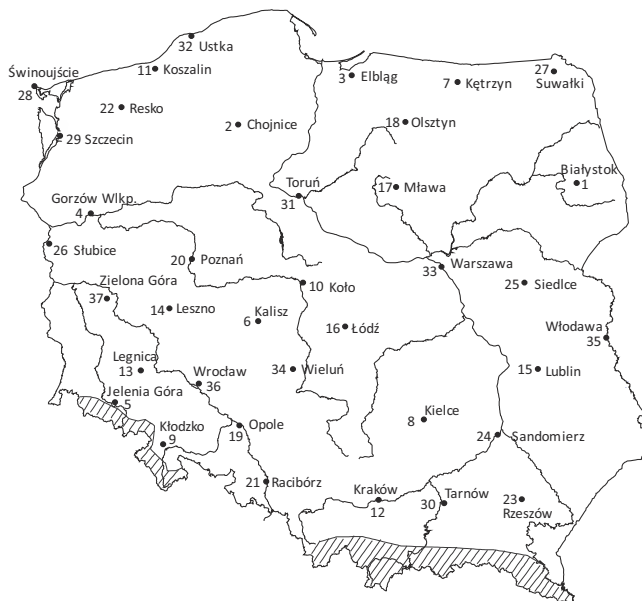 32 Ustka
Świnoujście
28
11 Koszalin
3 Elbląg
7 Kętrzyn
27
Suwałki
22 Resko
2 Chojnice
18 Olsztyn
29 Szczecin
Białystok
1
Toruń
31
17 Mława
Gorzów Wlkp.
4
26 Słubice
20 Poznań
33 Warszawa
Zielona Góra
37
10 Koło
25 Siedlce
14 Leszno
Kalisz
6
16 Łódź
Włodawa
35
Legnica
13
Wrocław
36
34 Wieluń
15 Lublin
Jelenia Góra
5
Kłodzko
9
Opole
19
Kielce
8
24 Sandomierz
21 Racibórz
Kraków
12
Tarnów
30
23
Rzeszów